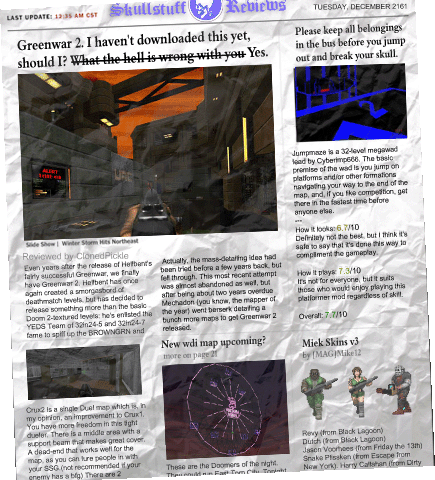 LAST UPDATE: 12:35 AM CST
Skullstuff Reviews
TUESDAY, DECEMBER 2161
Greenwar 2. I haven't downloaded this yet,
should I? What the hell is wrong with you Yes.
ALERT
Slide Show | Winter Storm Hits Northeast
Reviewed by ClonedPickle
Even years after the release of Hefbent's
fairly successful Greenwar, we finally
have Greenwar 2. Hefbent has once
again created a smorgasbord of
deathmatch levels, but has decided to
release something more than the basic
Doom 2-textured levels: he's enlisted the
YEDS Team of 32in24-5 and 32in24-7
fame to spiff up the BROWNGRN and
Crux2 is a single Duel map which is, in
my opinion, an improvement to Crux1.
You have more freedom in this tight
dueler. There is a middle area with a
support beam that makes great cover.
A dead-end that works well for the
map, as you can ture people in with
your SSG (not recommended if your
enemy has a bfg) There are 2
Actually, the mass-detailing idea had
been tried before a few years back, but
fell through. This most recent attempt
was almost abandoned as well, but
after being about two years overdue
Mechadon (you know, the mapper of
the year) went berserk detailing a
bunch more maps to get Greenwar 2
released.
New wdi map upcoming?
more on page 21
These are the Doomers of the night.
They could run East Tom City. Tonight
Please keep all belongings
in the bus before you jump
out and break your skull.
Jumpmaze is a 32-level megawad
lead by Cyberimp666. The basic
premise of the wad is you jump on
platforms and/or other formations
navigating your way to the end of the
map, and, if you like competition, get
there in the fastest time before
anyone else.
---
How it looks: 6.7/10
Definitely not the best, but I think it's
safe to say that it's done this way to
compliment the gameplay.
How it plays: 7.3/10
It's not for everyone, but it suits
those who would enjoy playing this
platformer mod regardless of skill.
Overall: 7.7/10
Mick Skins v3
by [MAG]Mike12
Revy (from Black Lagoon)
Dutch (from Black Lagoon)
Jason Voorhees (from Friday the 13th)
Snake Plissken (from Escape from
New York). Harry Callahan (from Dirty